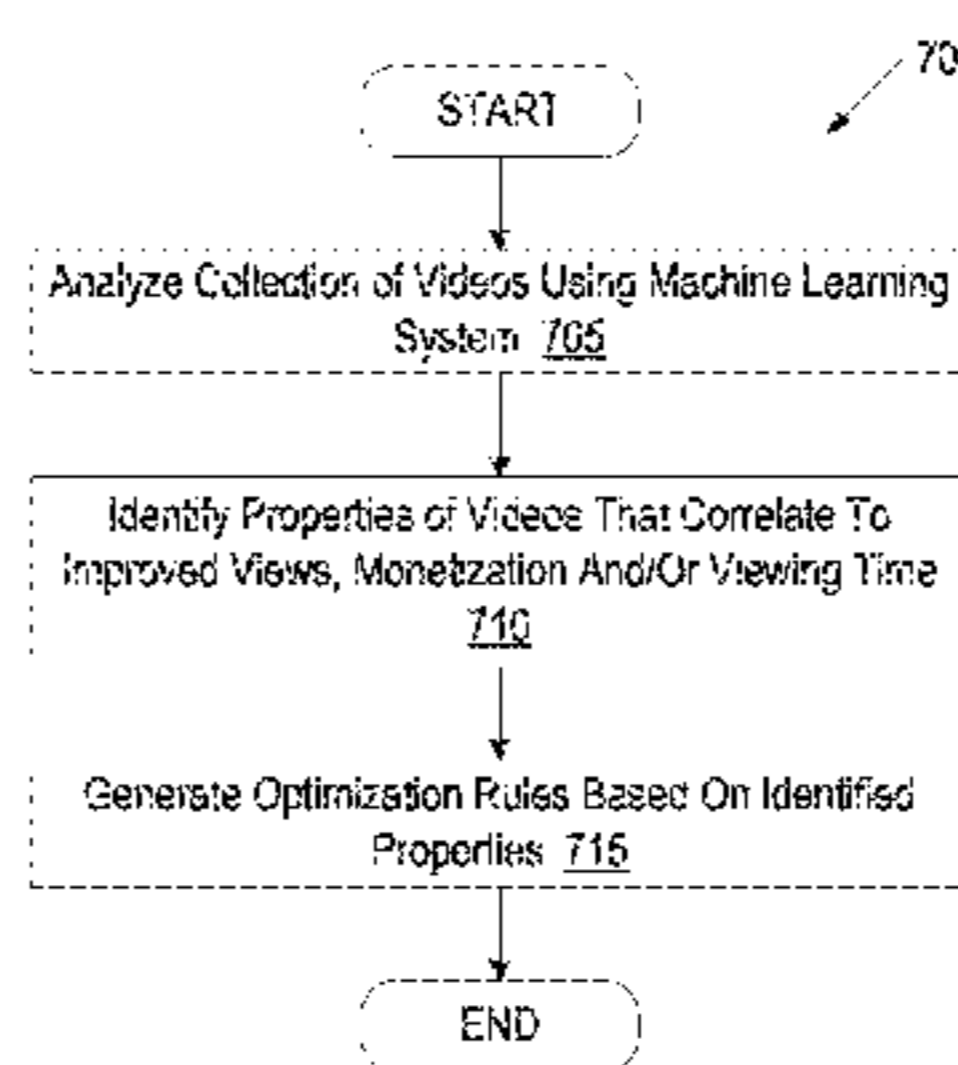 70
START
Analyze Collection of Videos Using Machine Learning
System 705
Identify Properties of Videos That Correlate To
Improved Views, Monetization And/Or Viewing Time
710
Generate Optimization Rules Based On Identified
Properties 715
END